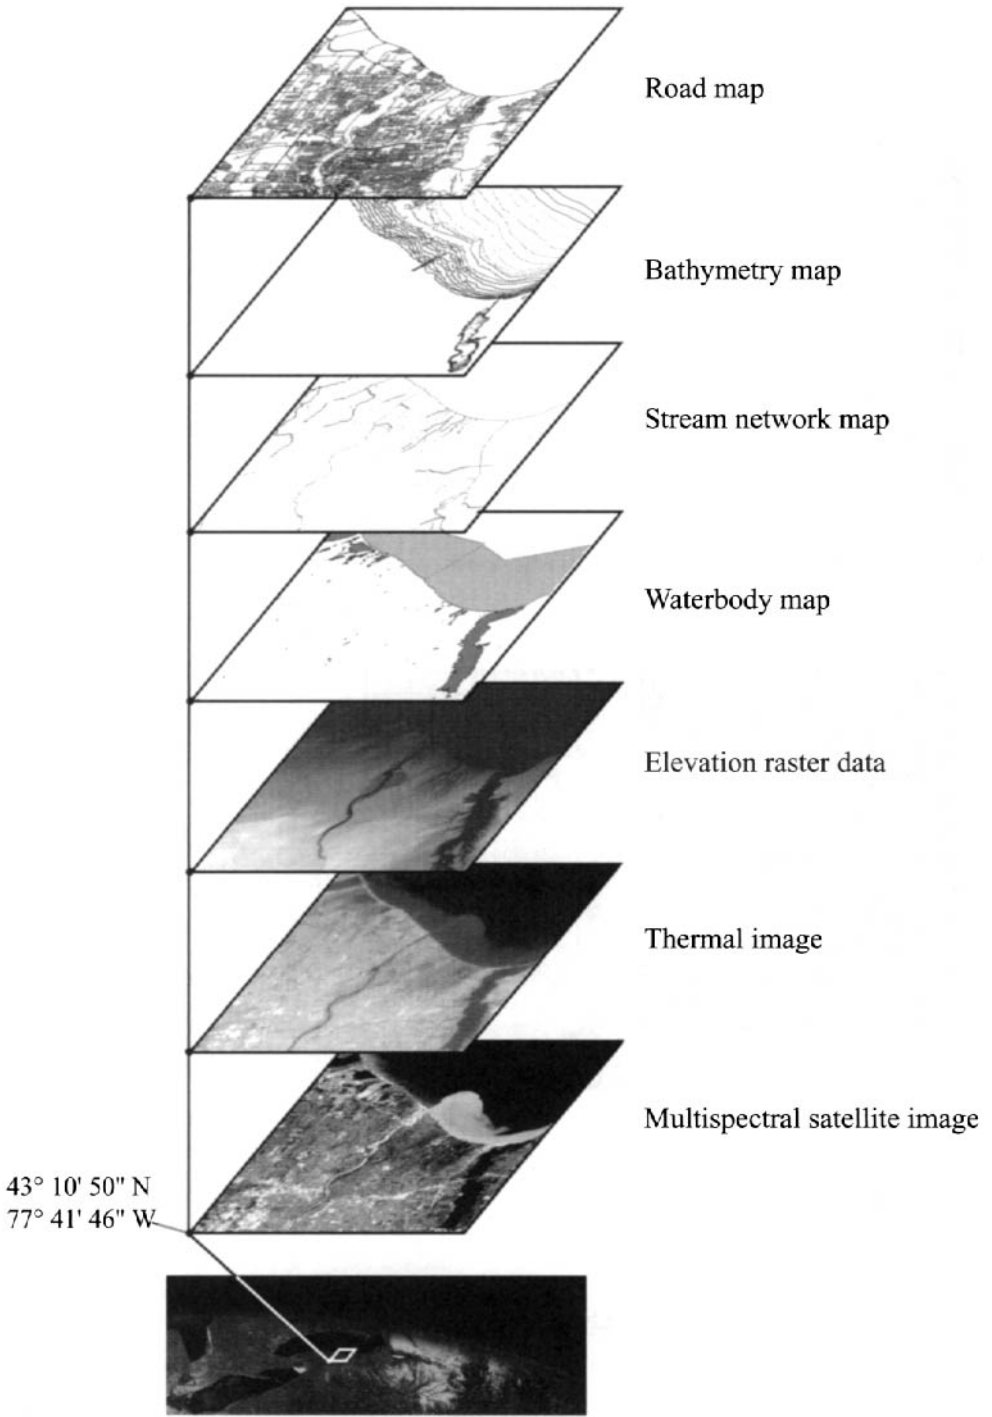 Road map
Bathymetry map
Stream network map
Waterbody map
Elevation raster data
Thermal image
Multispectral satellite image
43° 10' 50" N
77° 41' 46" W